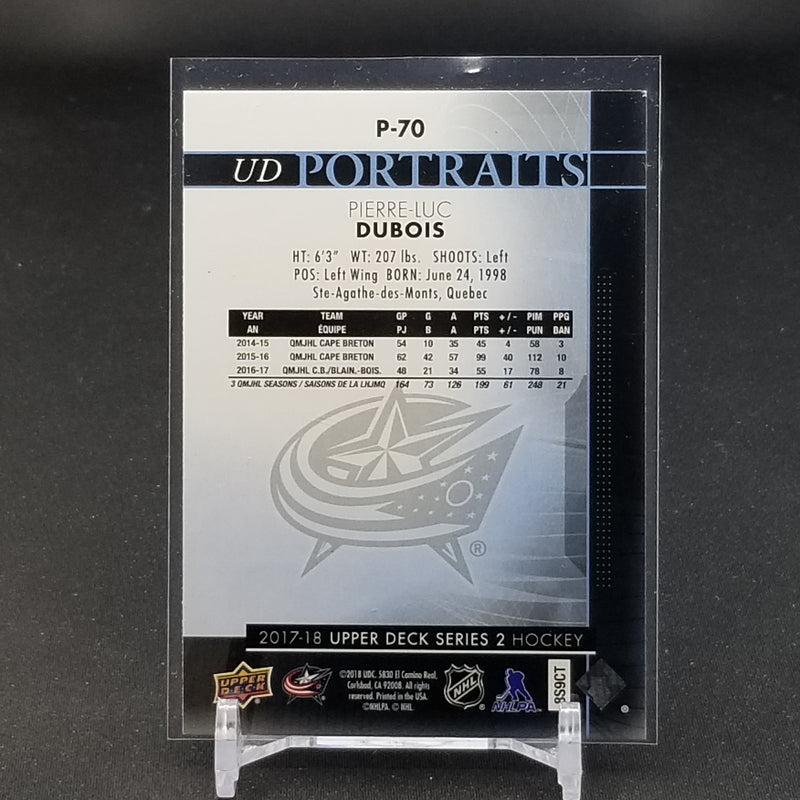 P-70
UD PORTRAITS
PIERRE-LUC
DUBOIS
HT: 6'3" WT: 207 lbs. SHOOTS: Left
POS: Left Wing BORN: June 24, 1998
Ste-Agathe-des-Monts, Quebec
YEAR TEAM GP G A PTS +/- PIM PPG
AN ÉQUIPE PJ B A PTS +/- PUN BAN
2014-15 QMJHL CAPE BRETON 54 10 35 45 4 58 3
2015-16 QMJHL CAPE BRETON 62 42 57 99 40 112 10
2016-17 QMJHL C.B./BLAIN.-BOIS. 48 21 34 55 17 78 8
3 QMJHL SEASONS / SAISONS DE LA LHJMQ 164 73 126 199 61 248 21
®
2017-18 UPPER DECK SERIES 2 HOCKEY
UPPER DECK
©2018 UDC. 5830 El Camino Real,
Carlsbad, CA 92008. All rights
reserved. Printed in the USA.
©NHLPA. © NHL.
NHL
NHLPA
8S9CT
®